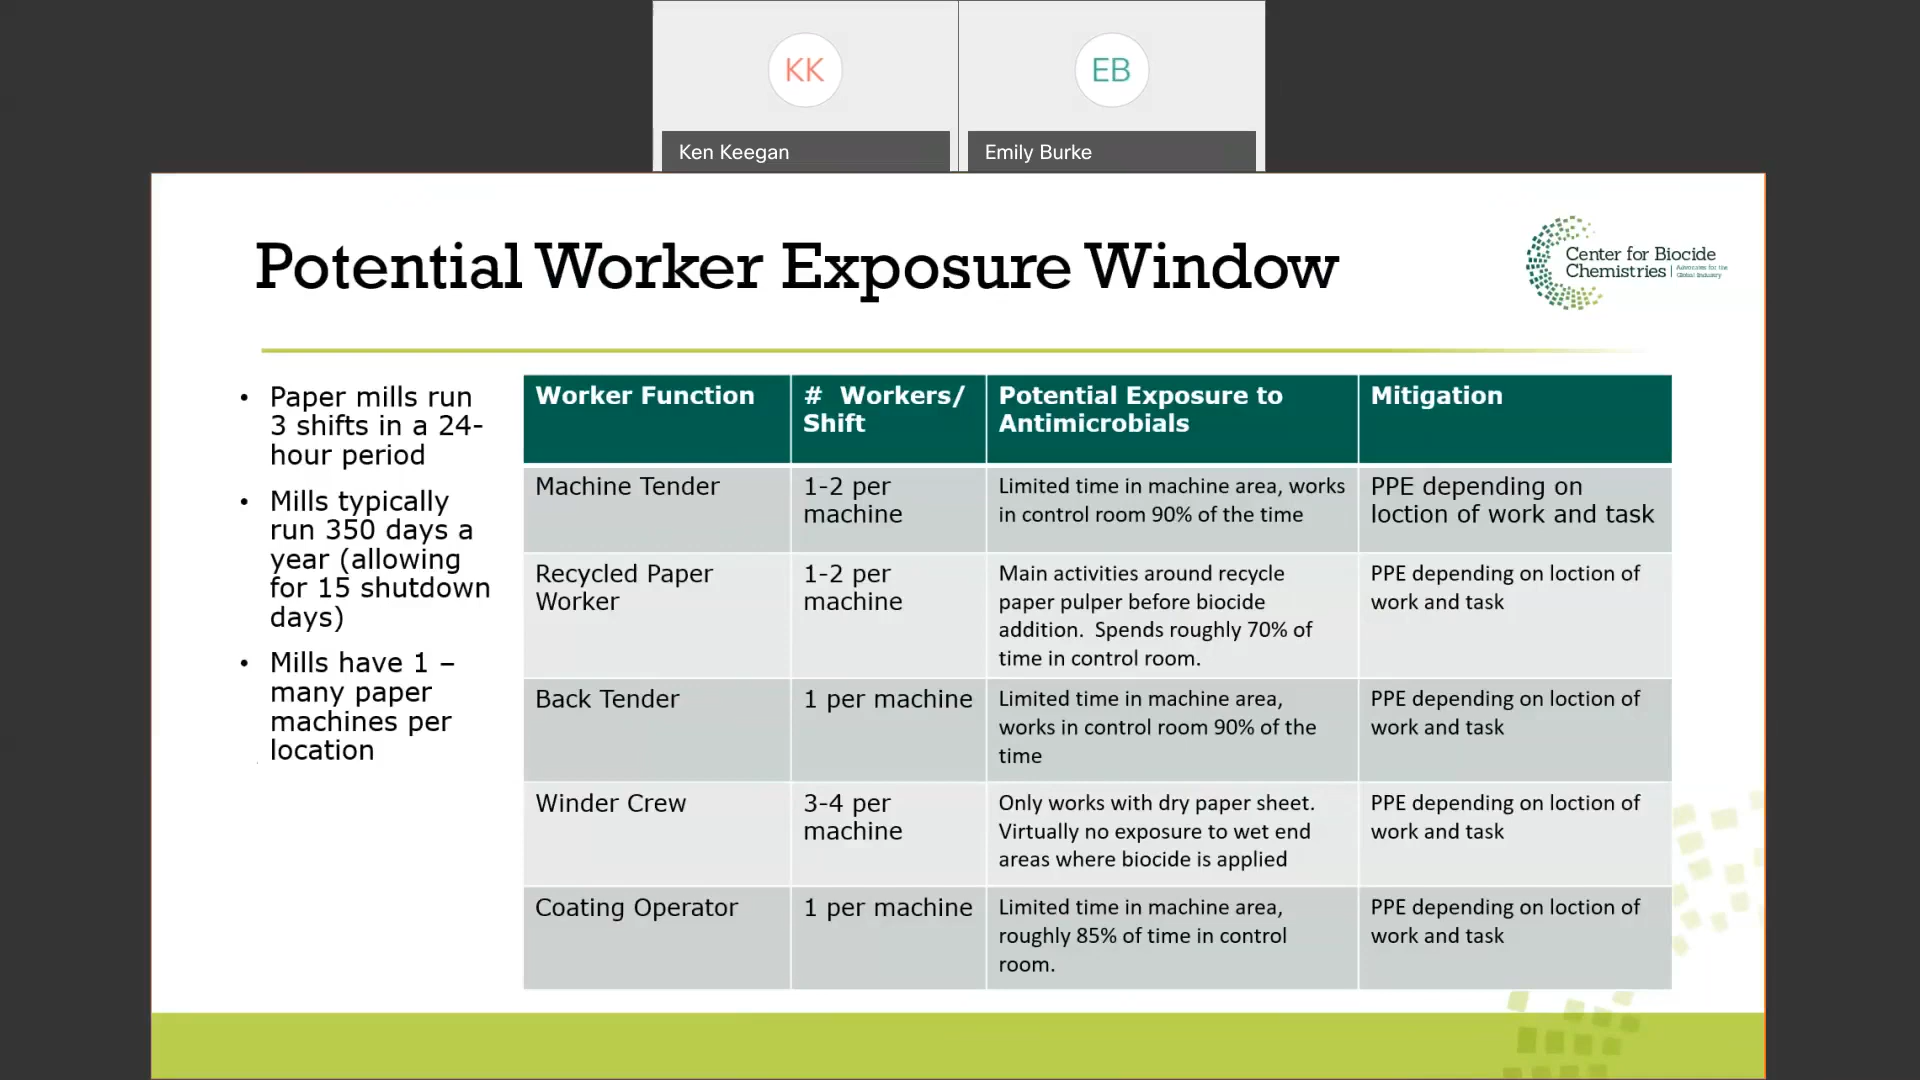 KK
EB
Ken Keegan
Emily Burke
Potential Worker Exposure Window
Center for Biocide
Chemistries | Advocates for the
Global Industry
• Paper mills run
3 shifts in a 24-
hour period
• Mills typically
run 350 days a
year (allowing
for 15 shutdown
days)
• Mills have 1 –
many paper
machines per
location
Worker Function
# Workers/
Shift
Potential Exposure to
Antimicrobials
Mitigation
Machine Tender
1-2 per
machine
Limited time in machine area, works
in control room 90% of the time
PPE depending on
loction of work and task
Recycled Paper
Worker
1-2 per
machine
Main activities around recycle
paper pulper before biocide
addition. Spends roughly 70% of
time in control room.
PPE depending on loction of
work and task
Back Tender
1 per machine
Limited time in machine area,
works in control room 90% of the
time
PPE depending on loction of
work and task
Winder Crew
3-4 per
machine
Only works with dry paper sheet.
Virtually no exposure to wet end
areas where biocide is applied
PPE depending on loction of
work and task
Coating Operator
1 per machine
Limited time in machine area,
roughly 85% of time in control
room.
PPE depending on loction of
work and task